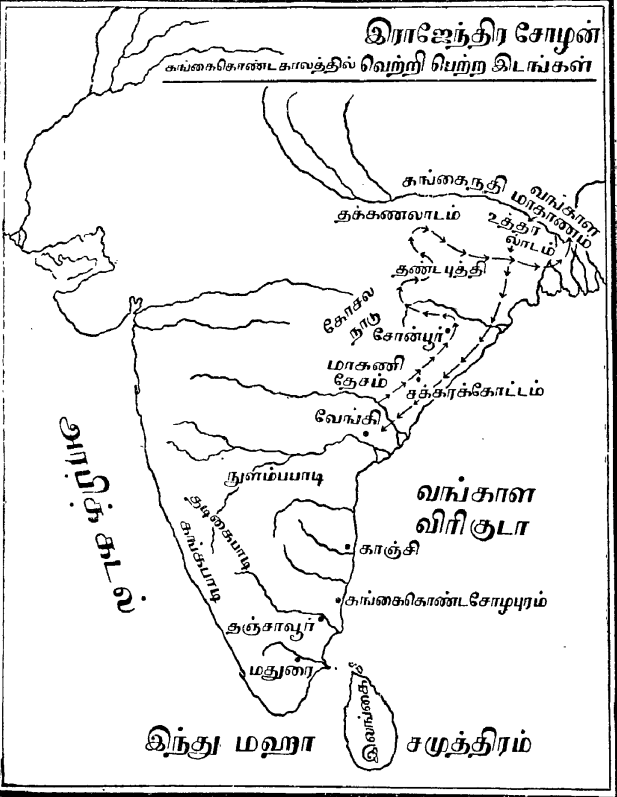 இராஜேந்திர சோழன்
கங்கைகொண்டகாலத்தில் வெற்றி பெற்ற இடங்கள்
கங்கைநதி
வங்காள
மாகாணம்
தக்கணலாடம்
உத்தர
லாடம்
தண்டபுத்தி
கோசல
நாடு
சோன்பூர்
மாசுணி
தேசம்
சக்கரக்கோட்டம்
வேங்கி
அரபிக்கடல்
நுளம்பபாடி
வங்காள
விரிகுடா
தடிகைபாடி
கங்கபாடி
காஞ்சி
கங்கைகொண்டசோழபுரம்
தஞ்சாவூர்
மதுரை
இலங்கை
இந்து மஹா சமுத்திரம்